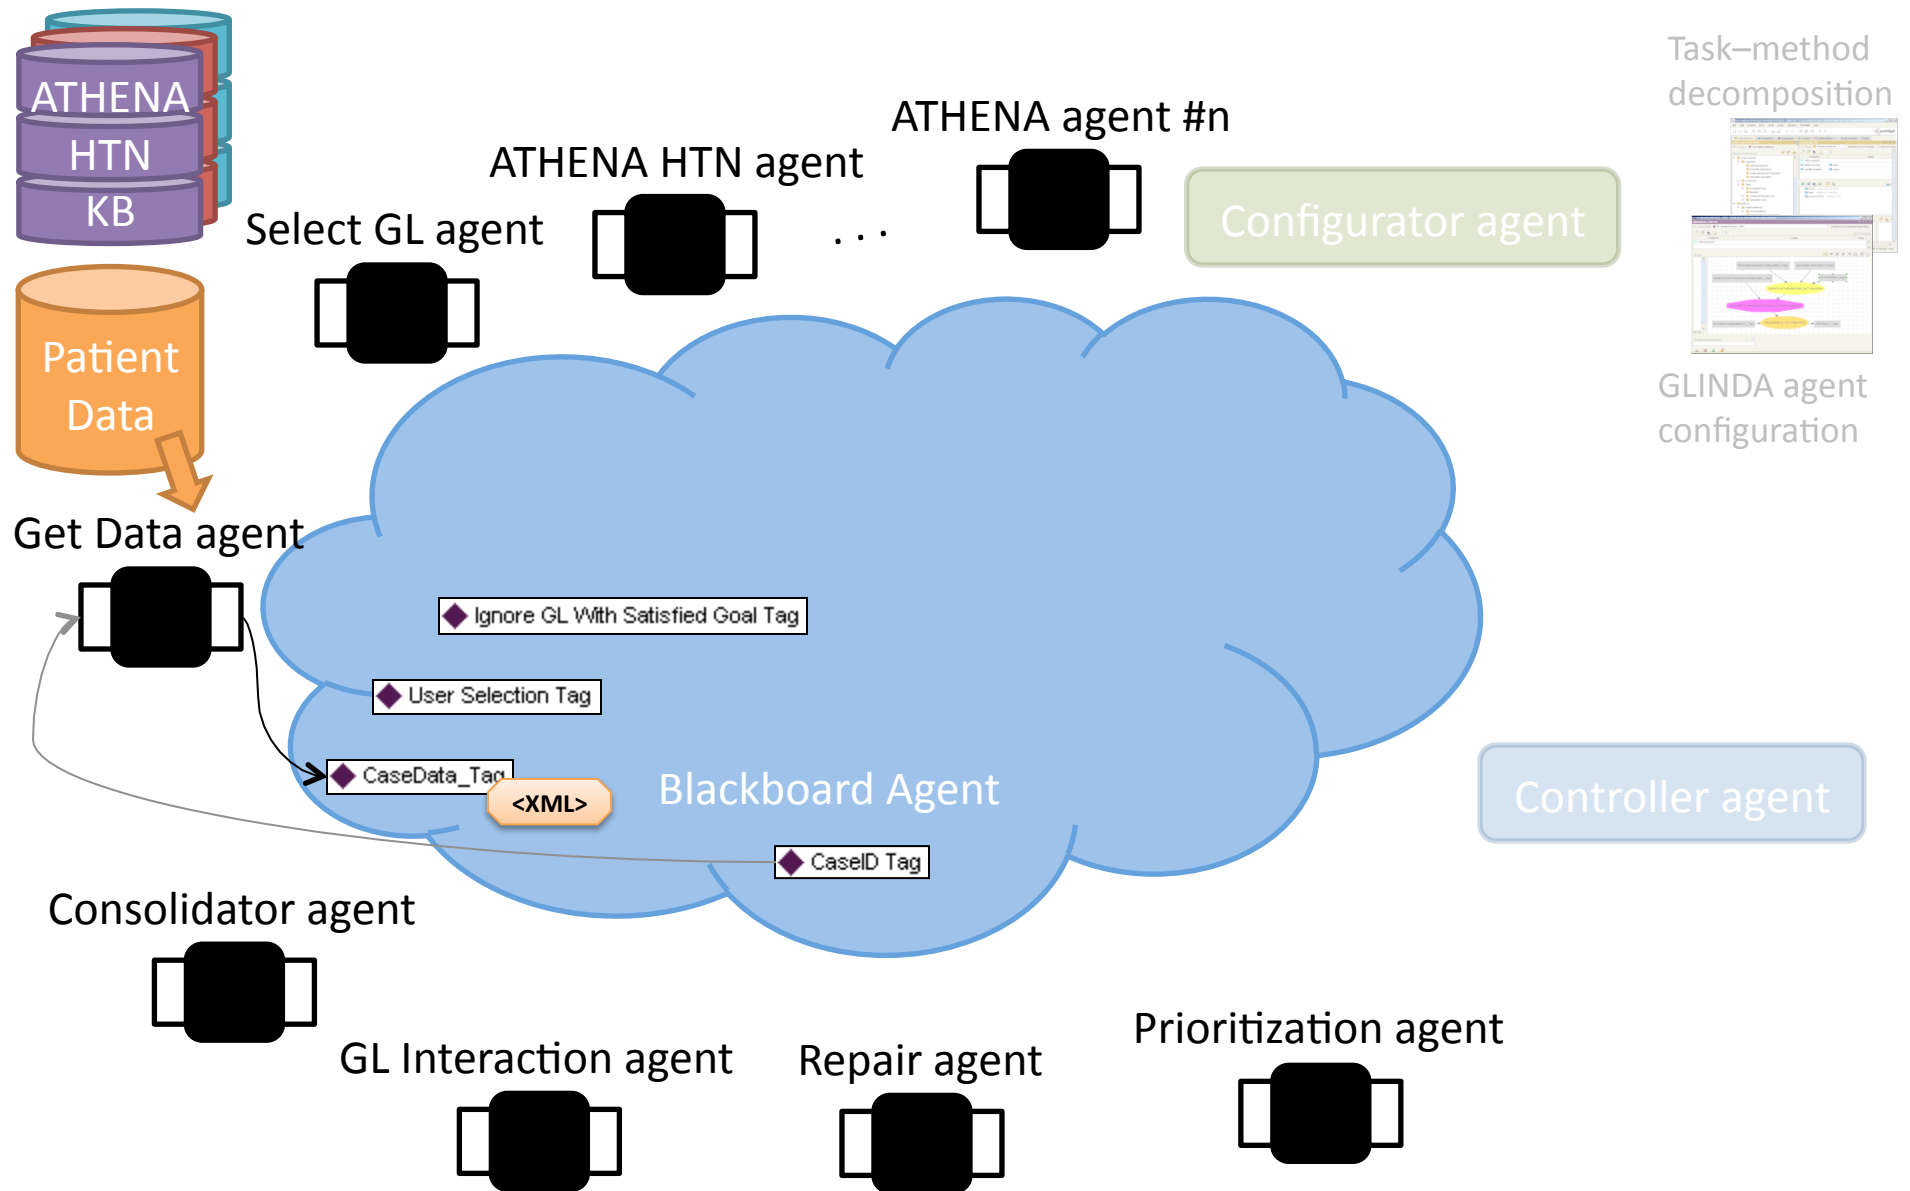 ATHENA
HTN
KB
Patient
Data
Get Data agent
Select GL agent
ATHENA HTN agent
. . .
ATHENA agent #n
Configurator agent
Task–method
decomposition
GLINDA agent
configuration
Ignore GL With Satisfied Goal Tag
User Selection Tag
CaseData_Tag
<XML>
Blackboard Agent
CaseID Tag
Controller agent
Consolidator agent
GL Interaction agent
Repair agent
Prioritization agent